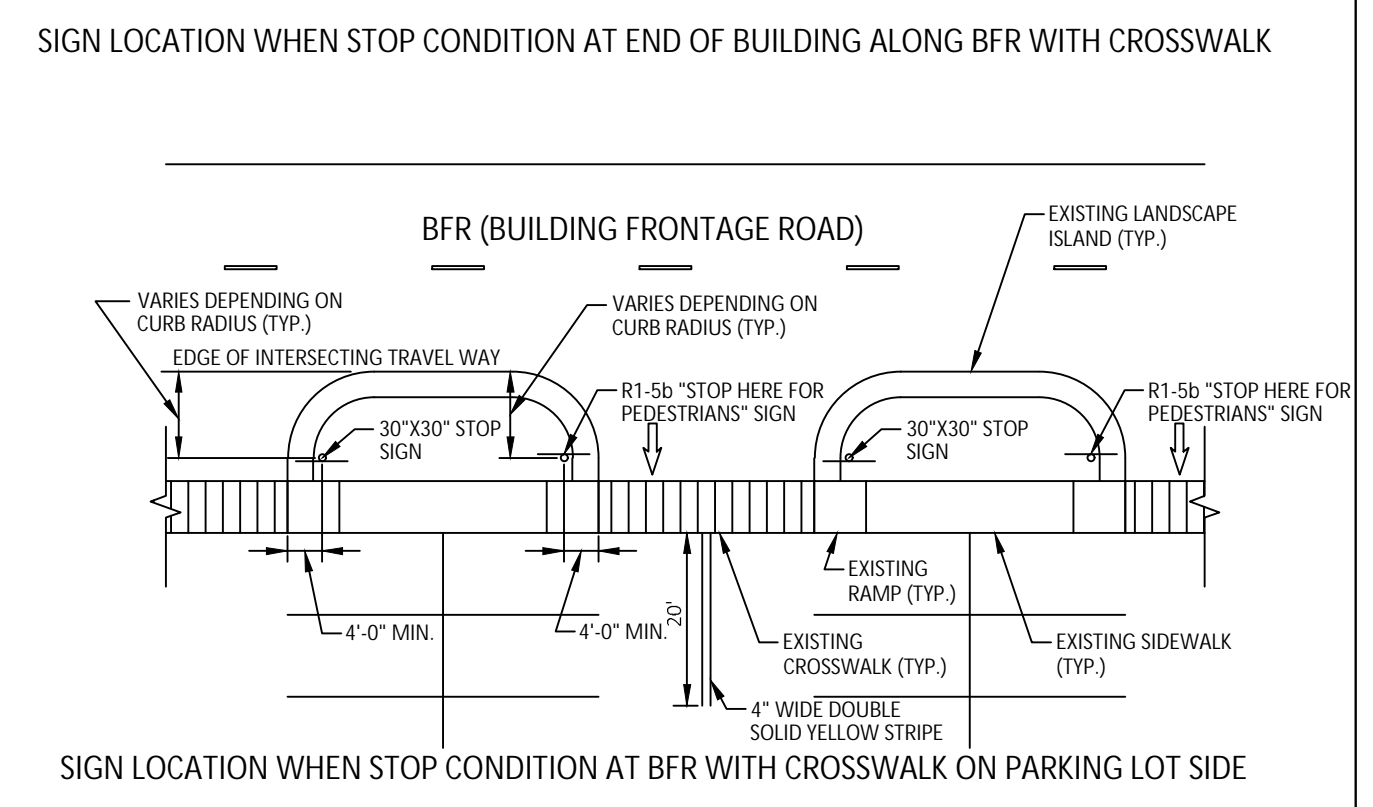 SIGN LOCATION WHEN STOP CONDITION AT END OF BUILDING ALONG BFR WITH CROSSWALK
BFR (BUILDING FRONTAGE ROAD)
EXISTING LANDSCAPE
ISLAND (TYP.)
VARIES DEPENDING ON
CURB RADIUS (TYP.)
VARIES DEPENDING ON
CURB RADIUS (TYP.)
EDGE OF INTERSECTING TRAVEL WAY
R1-5b "STOP HERE FOR
PEDESTRIANS" SIGN
R1-5b "STOP HERE FOR
PEDESTRIANS" SIGN
30"X30" STOP
SIGN
30"X30" STOP
SIGN
EXISTING
RAMP (TYP.)
4'-0" MIN.
4'-0" MIN.
20'
EXISTING
CROSSWALK (TYP.)
EXISTING SIDEWALK
(TYP.)
4" WIDE DOUBLE
SOLID YELLOW STRIPE
SIGN LOCATION WHEN STOP CONDITION AT BFR WITH CROSSWALK ON PARKING LOT SIDE